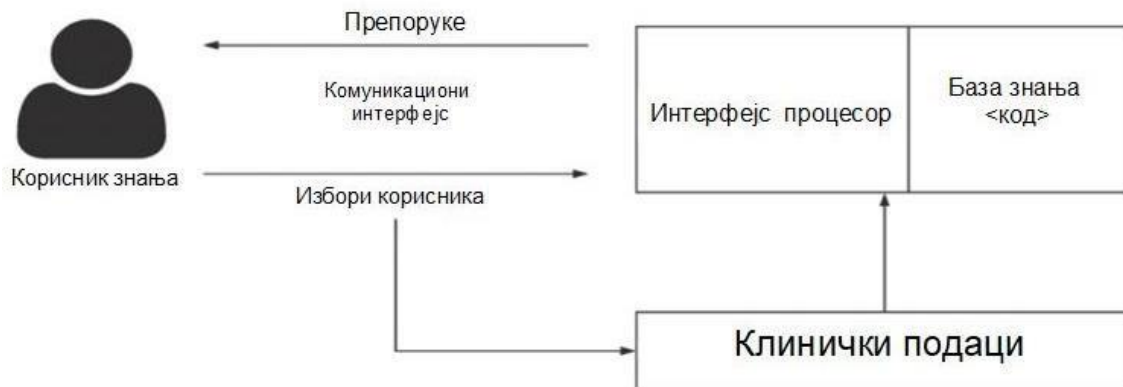 Препоруке
Комуникациони
интерфејс
Корисник знања
Избори корисника
Интерфејс процесор
База знања
<код>
Клинички подаци